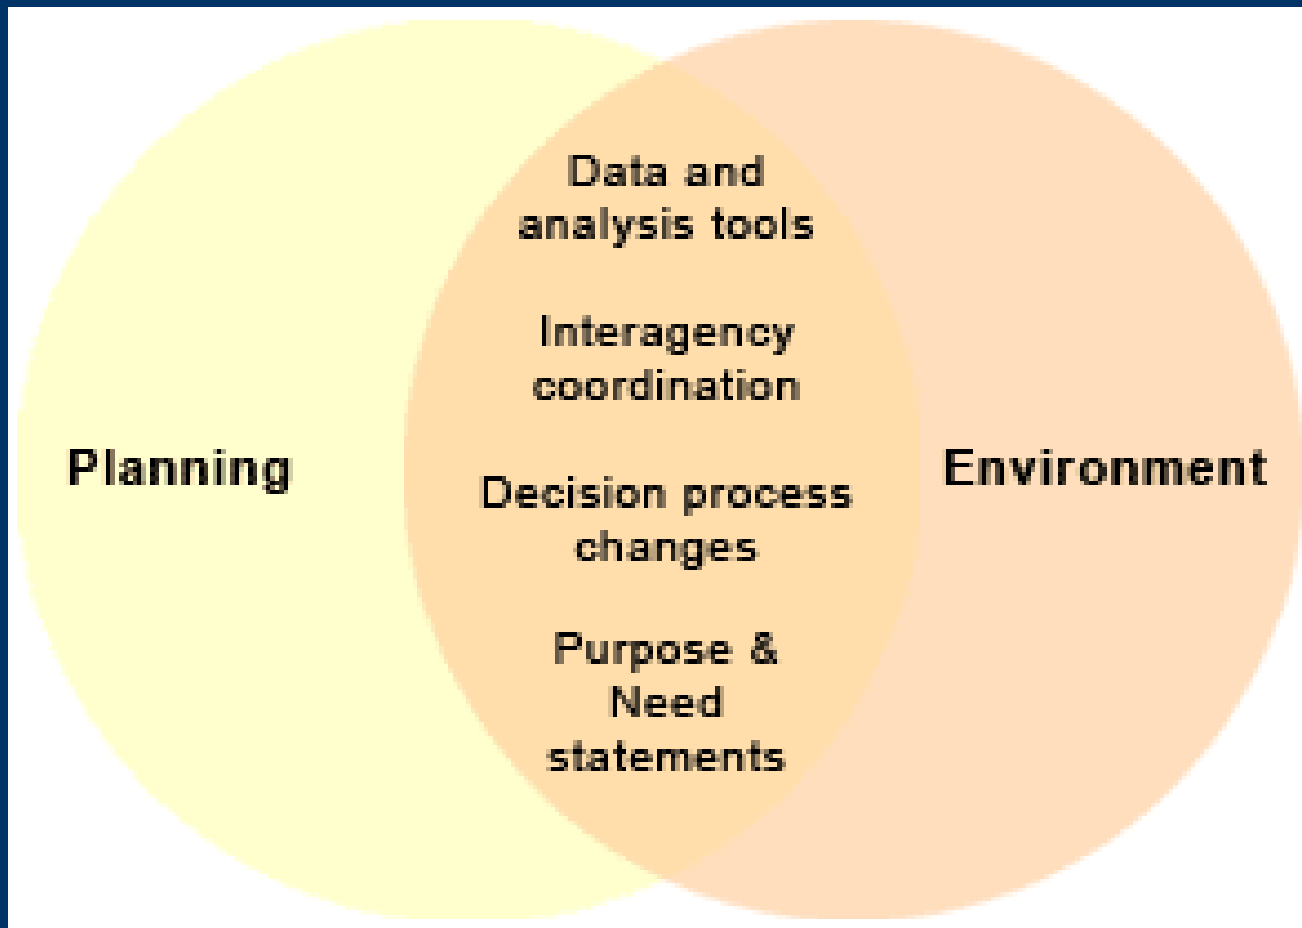 Data and
analysis tools
Interagency
coordination
Planning
Environment
Decision process
changes
Purpose &
Need
statements